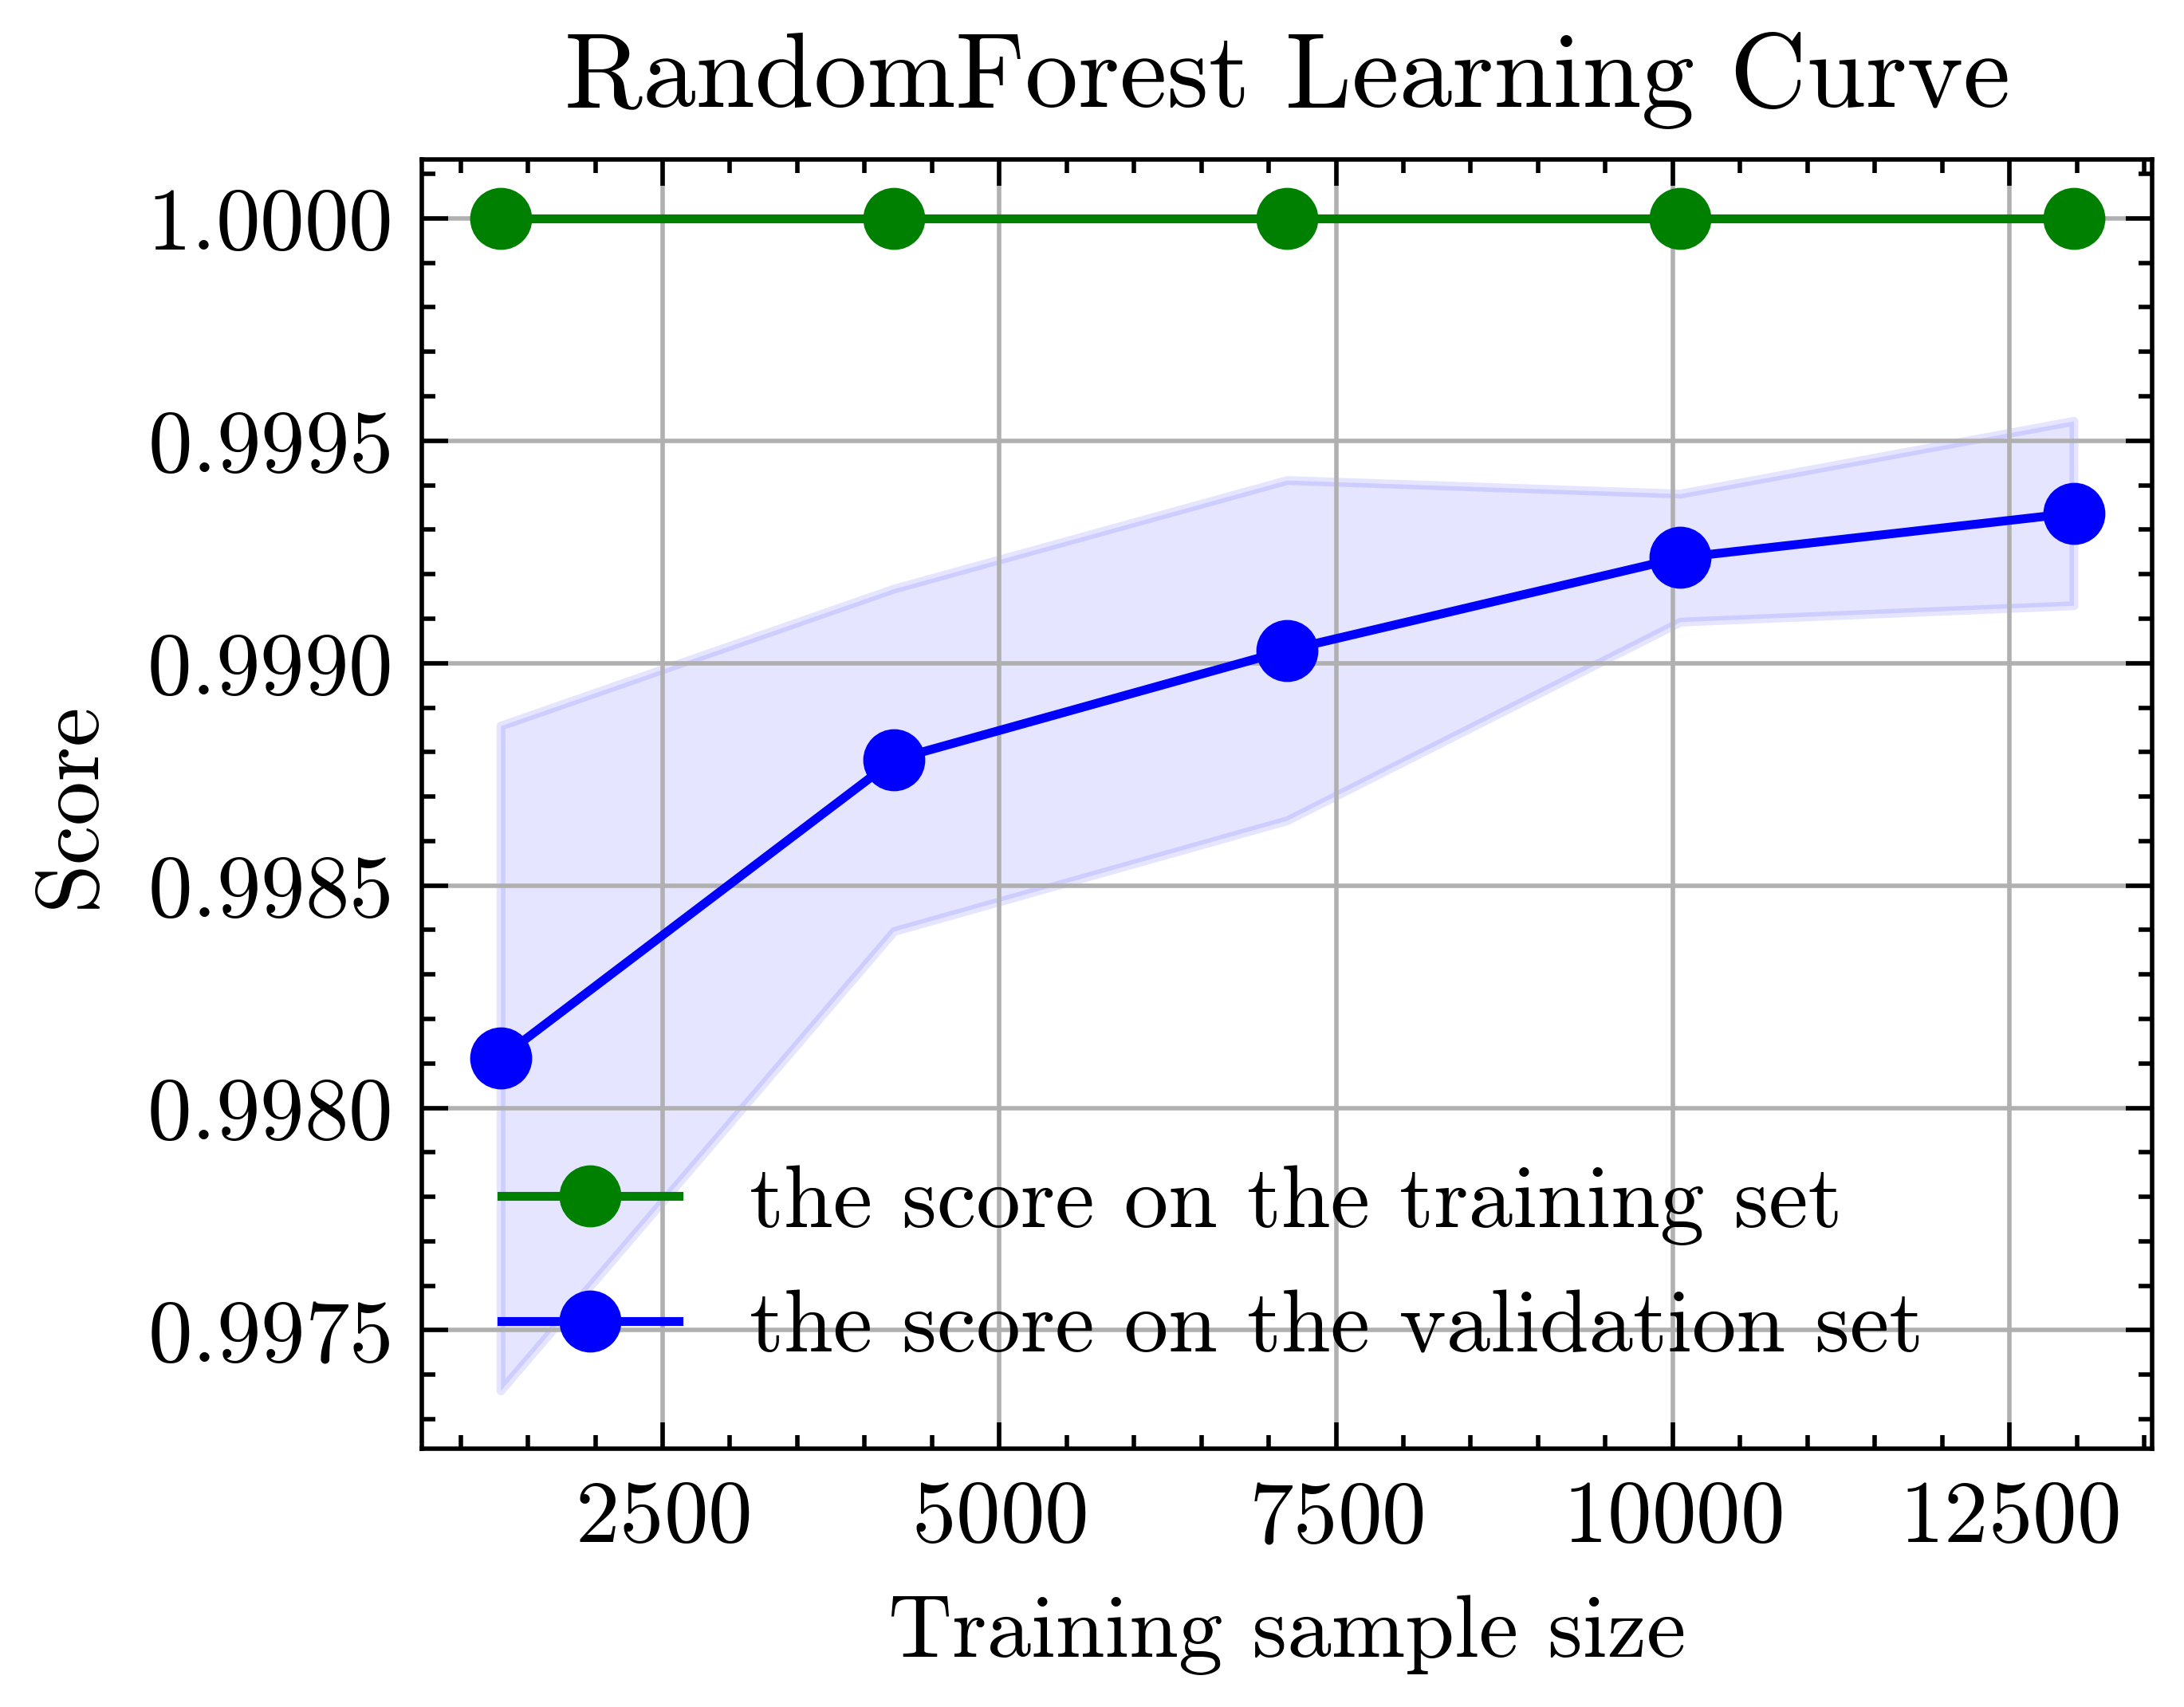 RandomForest Learning Curve
1.0000
0.9995
0.9990
0.9985
0.9980
0.9975
Score
the score on the training set
the score on the validation set
2500 5000 7500 10000 12500
Training sample size